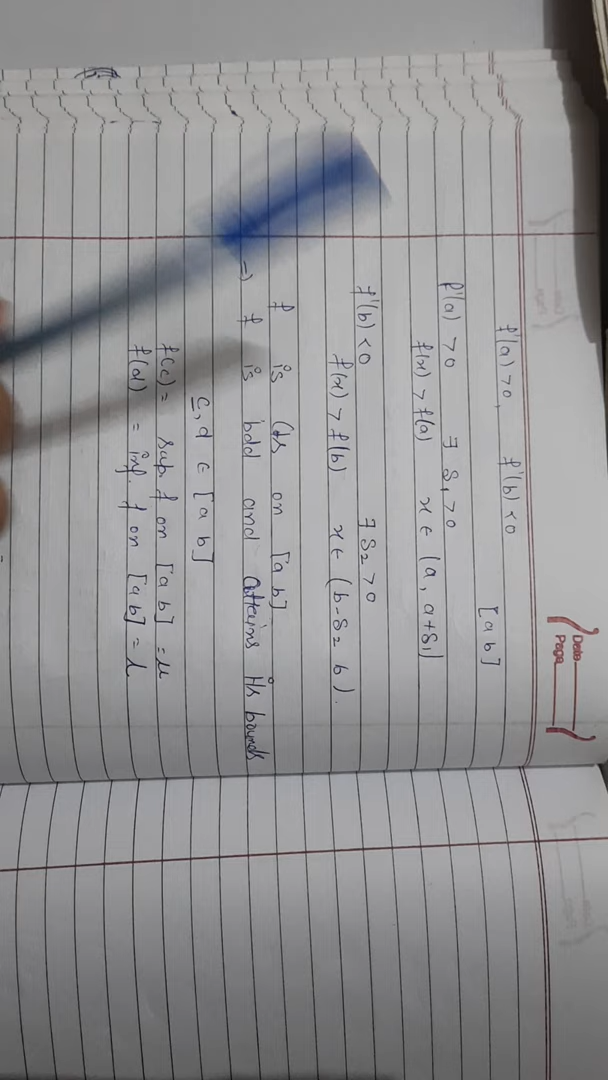 Date
Page
f'(a) > 0, f'(b) < 0
[a b]
f'(a) > 0 ∃ δ₁ > 0
f(x) > f(a) x ∈ (a, a+δ₁)
f'(b) < 0 ∃ δ₂ > 0
f(x) > f(b) x ∈ (b-δ₂ b).
f is cts on [a b]
⇒ f is bdd and attains its bounds
c, d ∈ [a b]
f(c) = sup. f on [a b] = u
f(d) = inf. f on [a b] = l